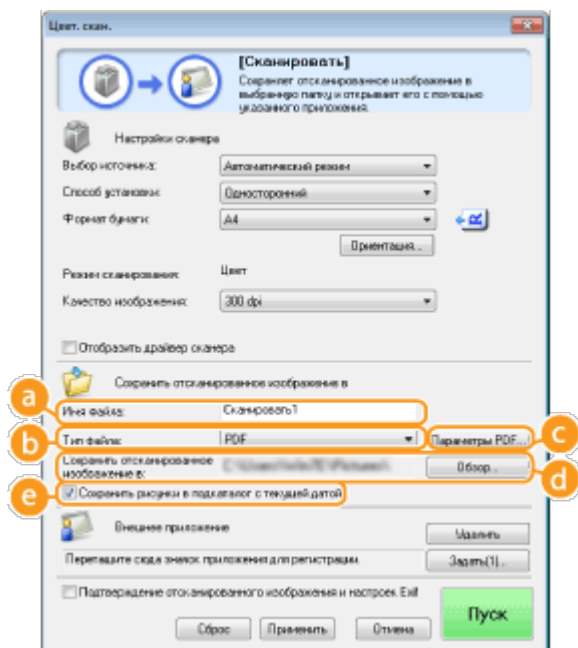 Цвет. скан.
[Сканировать]
Сохраняет отсканированное изображение в
выбранную папку и открывает его с помощью
указанного приложения.
Настройки сканера
Выбор источника: Автоматический режим
Способ установки: Односторонний
Формат бумаги: A4
R
Ориентация...
Режим сканирования: Цвет
Качество изображения: 300 dpi
Отобразить драйвер сканера
Сохранить отсканированное изображение в
a
Имя файла: Сканировать1
b
Тип файла: PDF Параметры PDF... c
Сохранить отсканированное
изображение в: Обзор... d
e
Сохранить рисунки в подкаталог с текущей датой
Внешнее приложение Удалить
Перетащите сюда значок приложения для регистрации. Задать(1)...
Подтверждение отсканированного изображения и настроек Exif
Сброс Применить Отмена Пуск